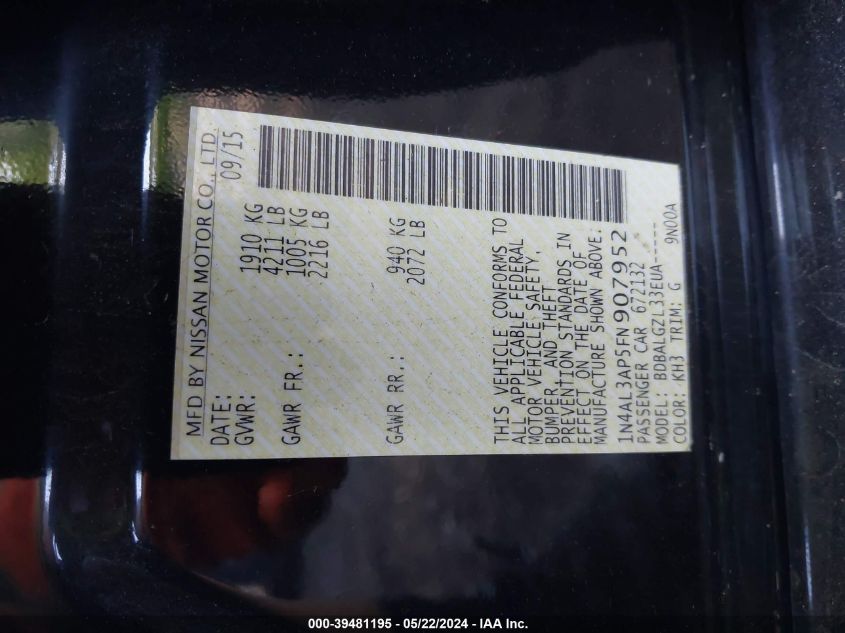 MFD BY NISSAN MOTOR CO., LTD.
DATE: 09/15
GVWR: 1910 KG
4211 LB
GAWR FR.: 1005 KG
2216 LB
GAWR RR.: 940 KG
2072 LB
THIS VEHICLE CONFORMS TO
ALL APPLICABLE FEDERAL
MOTOR VEHICLE SAFETY,
BUMPER, AND THEFT
PREVENTION STANDARDS IN
EFFECT ON THE DATE OF
MANUFACTURE SHOWN ABOVE.
1N4AL3AP5FN907952
PASSENGER CAR 672132
MODEL: BDBALGZL33EUA-----
COLOR: KH3 TRIM: G 9N00A
000-39481195 - 05/22/2024 - IAA Inc.